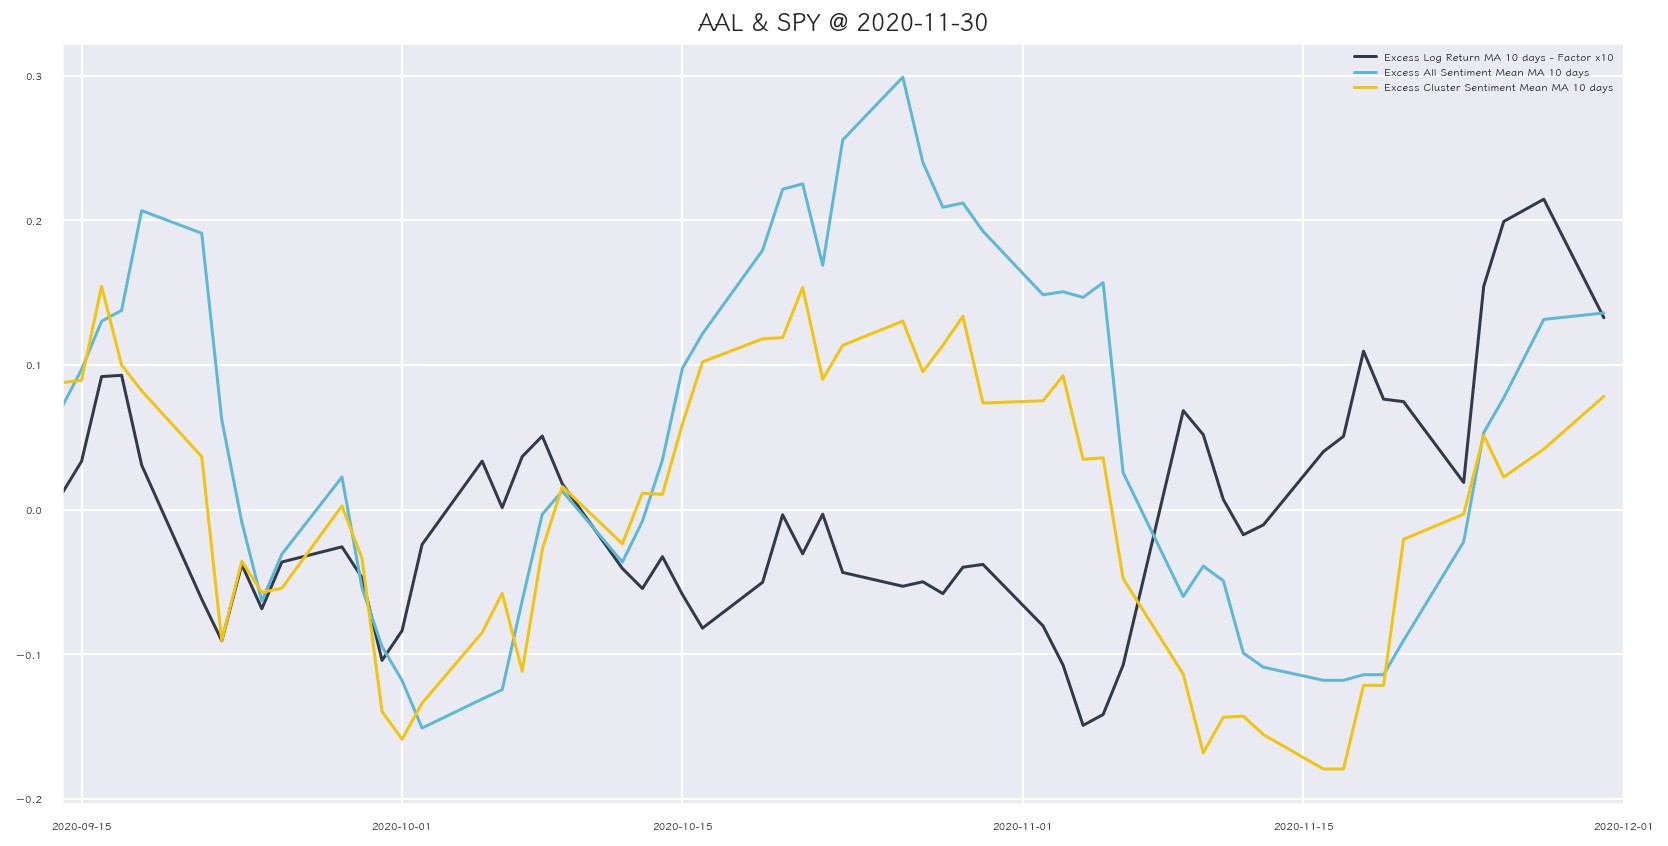 AAL & SPY @ 2020-11-30
Excess Log Return MA 10 days - Factor x10
Excess All Sentiment Mean MA 10 days
Excess Cluster Sentiment Mean MA 10 days
0.3
0.2
0.1
0.0
−0.1
−0.2
2020-09-15 2020-10-01 2020-10-15 2020-11-01 2020-11-15 2020-12-01